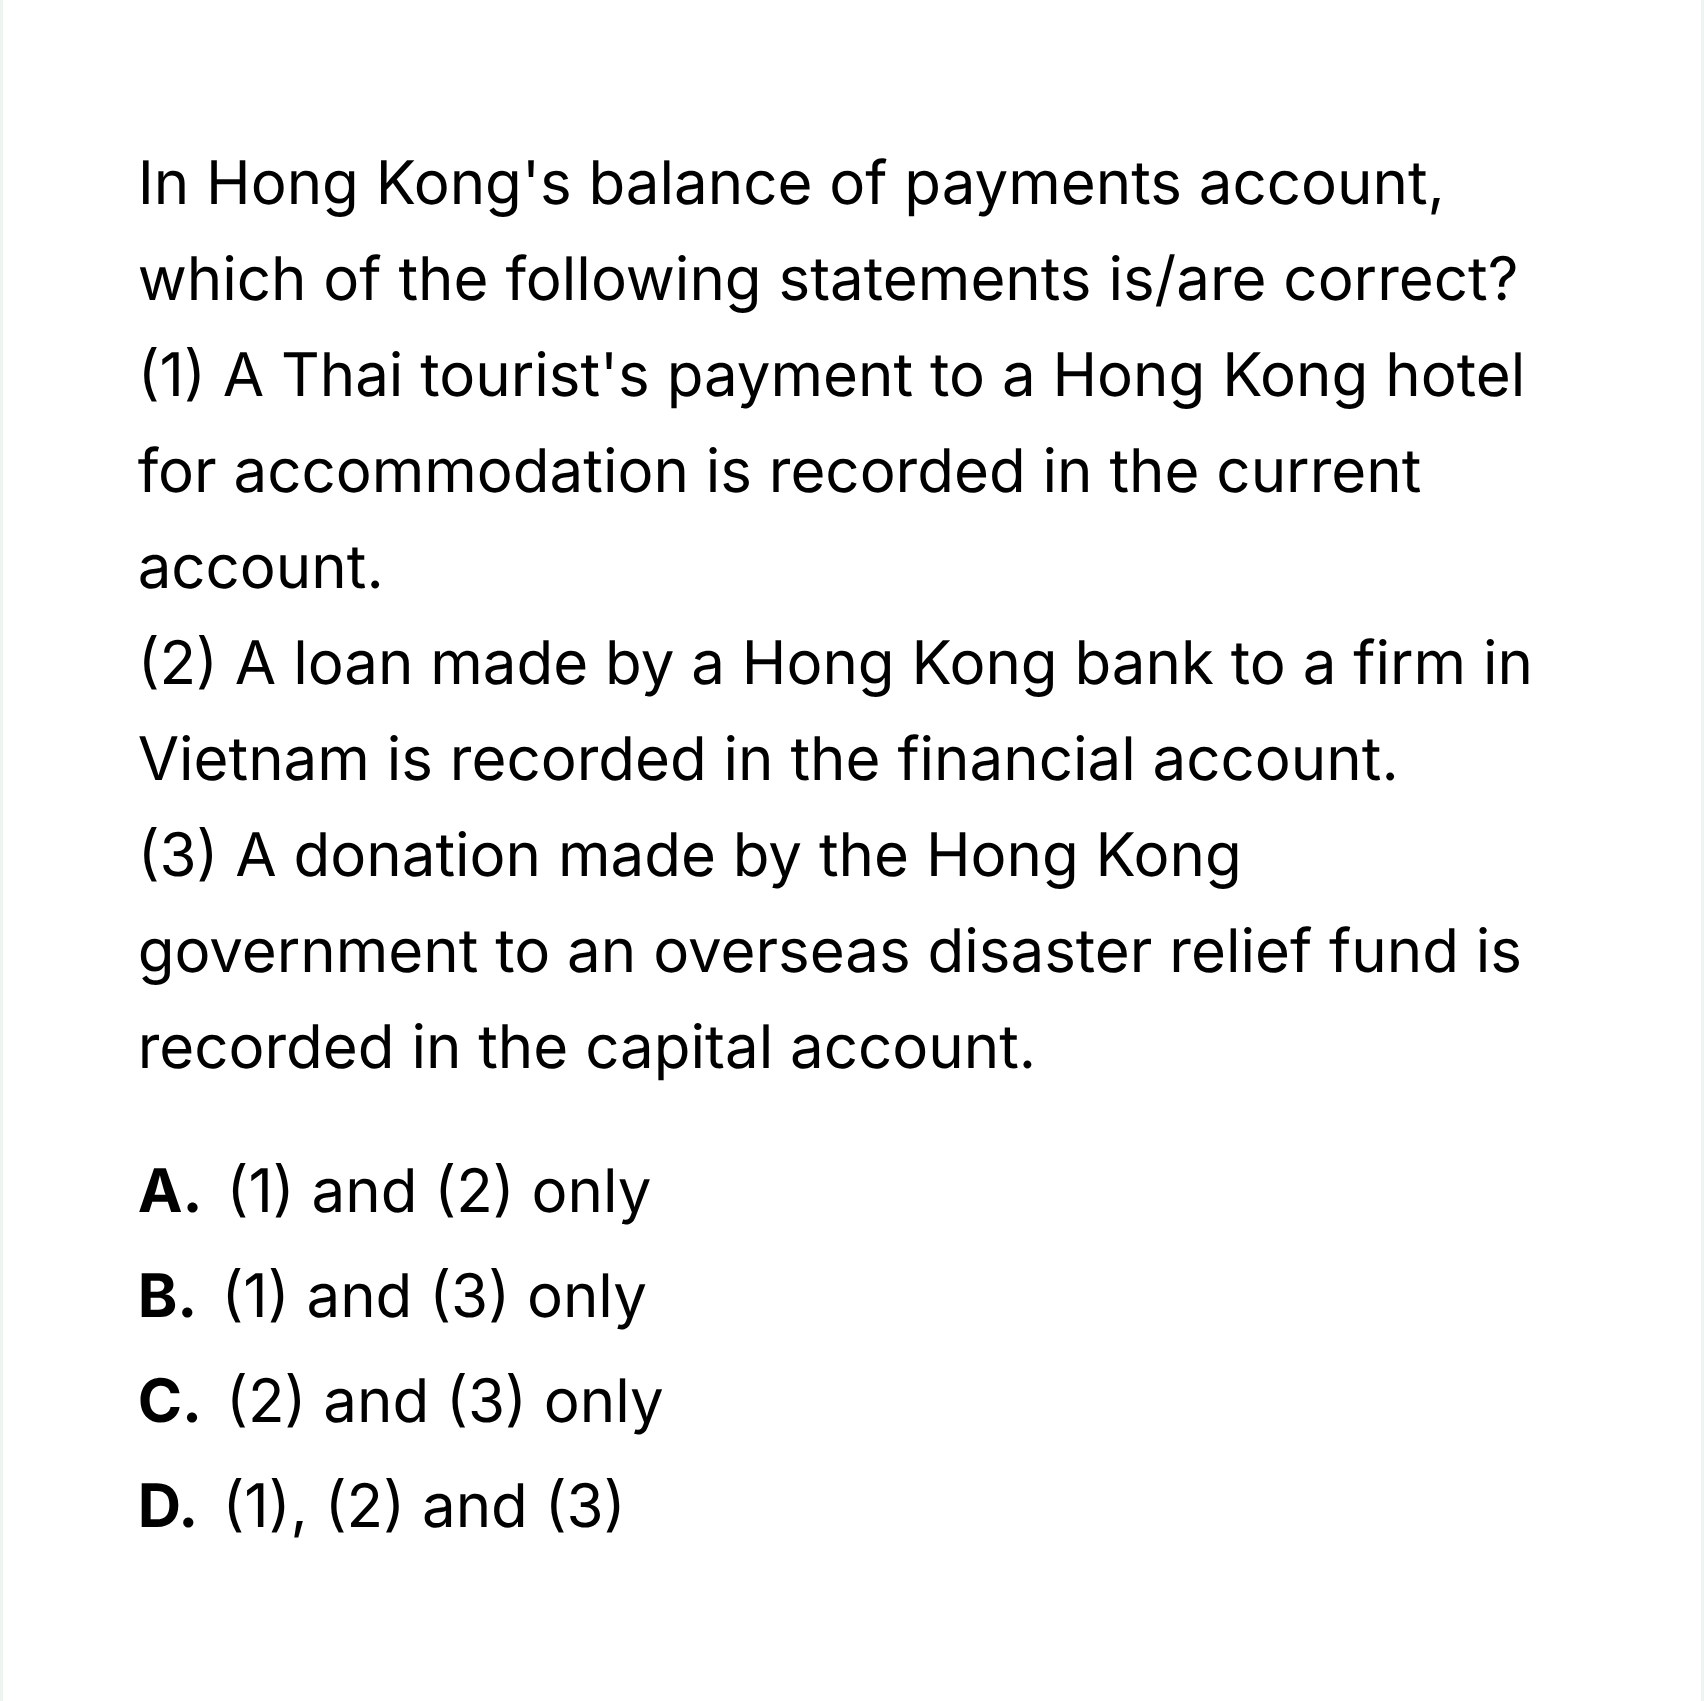 In Hong Kong's balance of payments account,
which of the following statements is/are correct?
(1) A Thai tourist's payment to a Hong Kong hotel
for accommodation is recorded in the current
account.
(2) A loan made by a Hong Kong bank to a firm in
Vietnam is recorded in the financial account.
(3) A donation made by the Hong Kong
government to an overseas disaster relief fund is
recorded in the capital account.
A. (1) and (2) only
B. (1) and (3) only
C. (2) and (3) only
D. (1), (2) and (3)